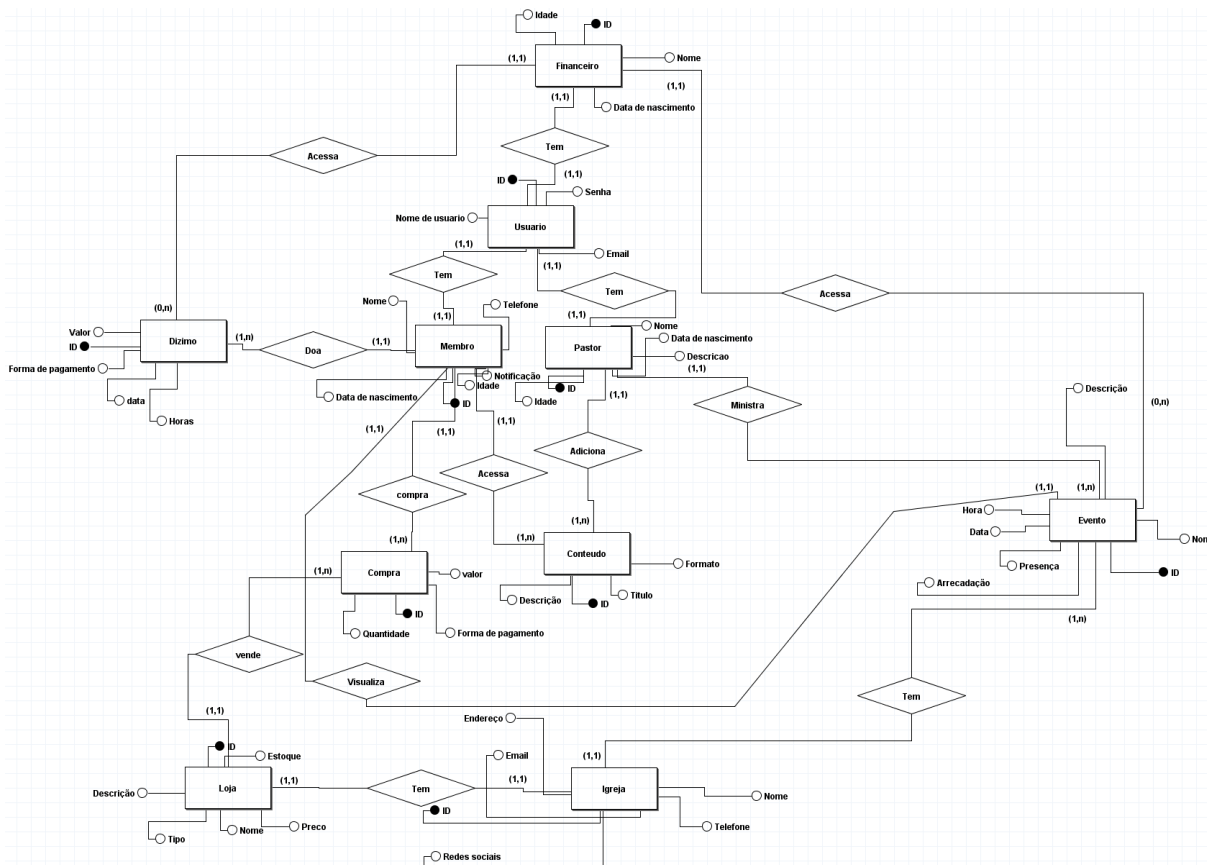 Idade
ID
(1,1)
Financeiro
Nome
(1,1)
(1,1)
Data de nascimento
Acessa
Tem
(1,1)
ID
Senha
Nome de usuario
Usuario
(1,1)
Email
(1,1)
Tem
Tem
Acessa
Nome
Telefone
(0,n)
(1,1)
(1,1)
Nome
Valor
Dizimo
(1,n)
Doa
(1,1)
Membro
Pastor
Data de nascimento
ID
Descricao
Forma de pagamento
Notificação
(1,1)
Idade
ID
Descrição
data
Data de nascimento
ID
Idade
Ministra
Horas
(1,1)
(1,1)
(1,1)
(1,1)
(0,n)
Adiciona
Acessa
compra
(1,1)
(1,n)
Hora
Evento
(1,n)
Data
(1,n)
(1,n)
Conteudo
Presença
(1,n)
Compra
valor
Formato
ID
Arrecadação
Descrição
ID
Titulo
ID
Quantidade
Forma de pagamento
(1,n)
vende
Visualiza
Tem
(1,1)
Endereço
ID
Estoque
Email
(1,1)
Descrição
Loja
(1,1)
Tem
(1,1)
Igreja
Nome
ID
Tipo
Nome
Preco
Telefone
Redes sociais